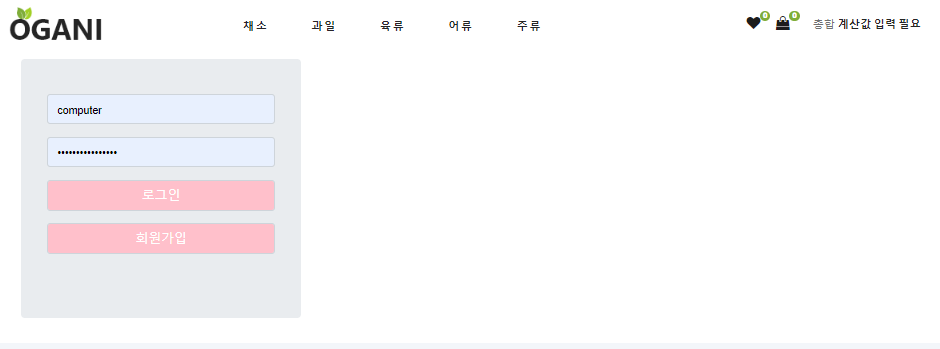 OGANI
채소 과일 육류 어류 주류
0 0 총합 계산값 입력 필요
computer
•••••••••••••••
로그인
회원가입